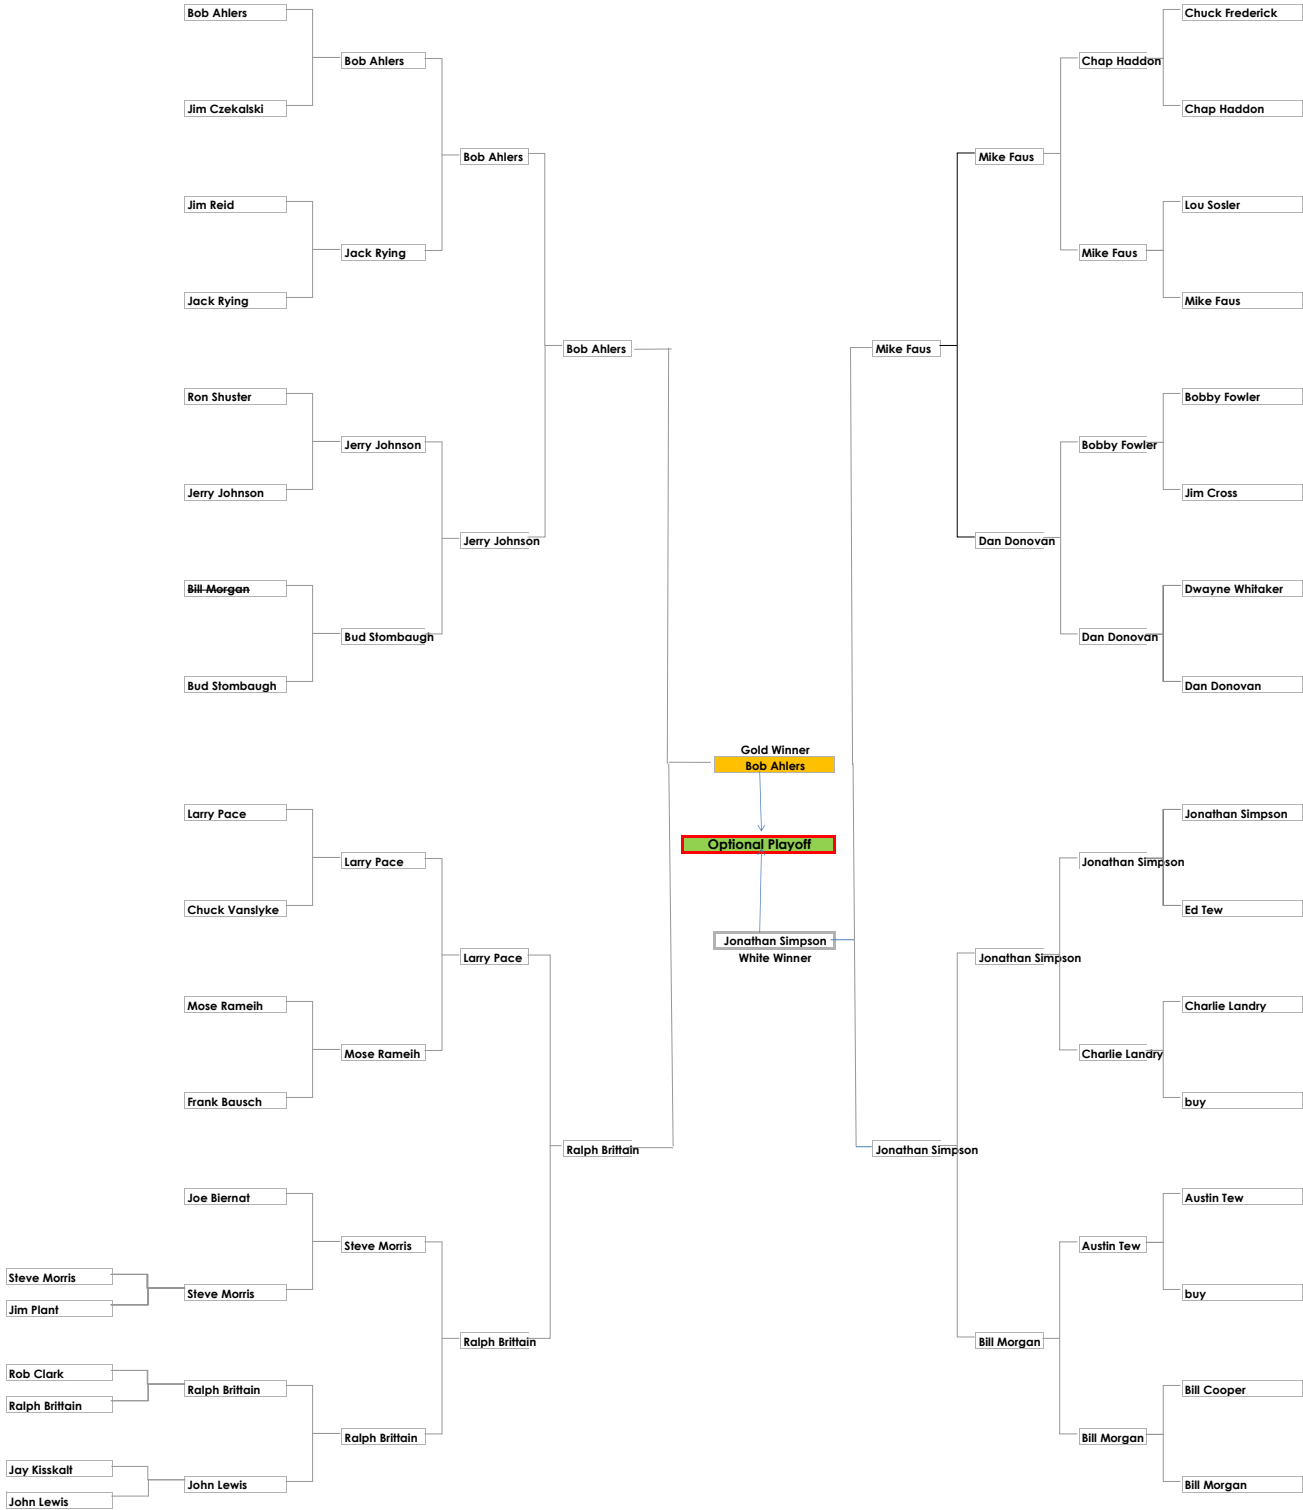 Bob Ahlers
Chuck Frederick
Bob Ahlers
Chap Haddon
Jim Czekalski
Chap Haddon
Bob Ahlers
Mike Faus
Jim Reid
Lou Sosler
Jack Rying
Mike Faus
Jack Rying
Mike Faus
Bob Ahlers
Mike Faus
Ron Shuster
Bobby Fowler
Jerry Johnson
Bobby Fowler
Jerry Johnson
Jim Cross
Jerry Johnson
Dan Donovan
Bill Morgan
Dwayne Whitaker
Bud Stombaugh
Dan Donovan
Bud Stombaugh
Dan Donovan
Gold Winner
Bob Ahlers
Larry Pace
Jonathan Simpson
Optional Playoff
Larry Pace
Jonathan Simpson
Chuck Vanslyke
Ed Tew
Jonathan Simpson
White Winner
Larry Pace
Jonathan Simpson
Mose Rameih
Charlie Landry
Mose Rameih
Charlie Landry
Frank Bausch
buy
Ralph Brittain
Jonathan Simpson
Joe Biernat
Austin Tew
Steve Morris
Austin Tew
Steve Morris
Steve Morris
buy
Jim Plant
Ralph Brittain
Bill Morgan
Rob Clark
Ralph Brittain
Bill Cooper
Ralph Brittain
Ralph Brittain
Bill Morgan
Jay Kisskalt
John Lewis
Bill Morgan
John Lewis